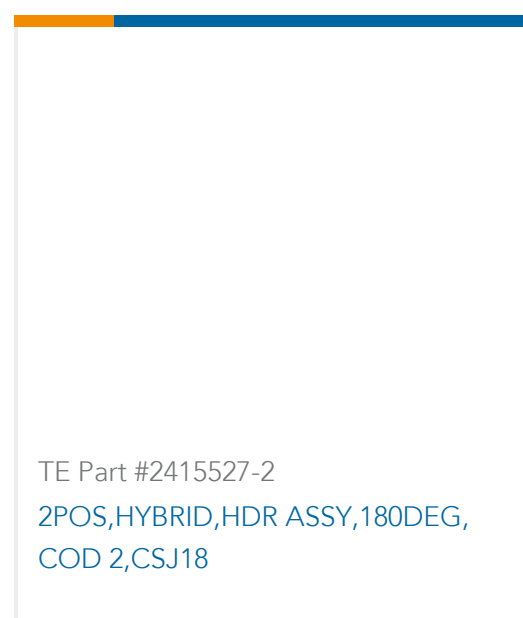 TE Part #2415527-2
2POS,HYBRID,HDR ASSY,180DEG,
COD 2,CSJ18